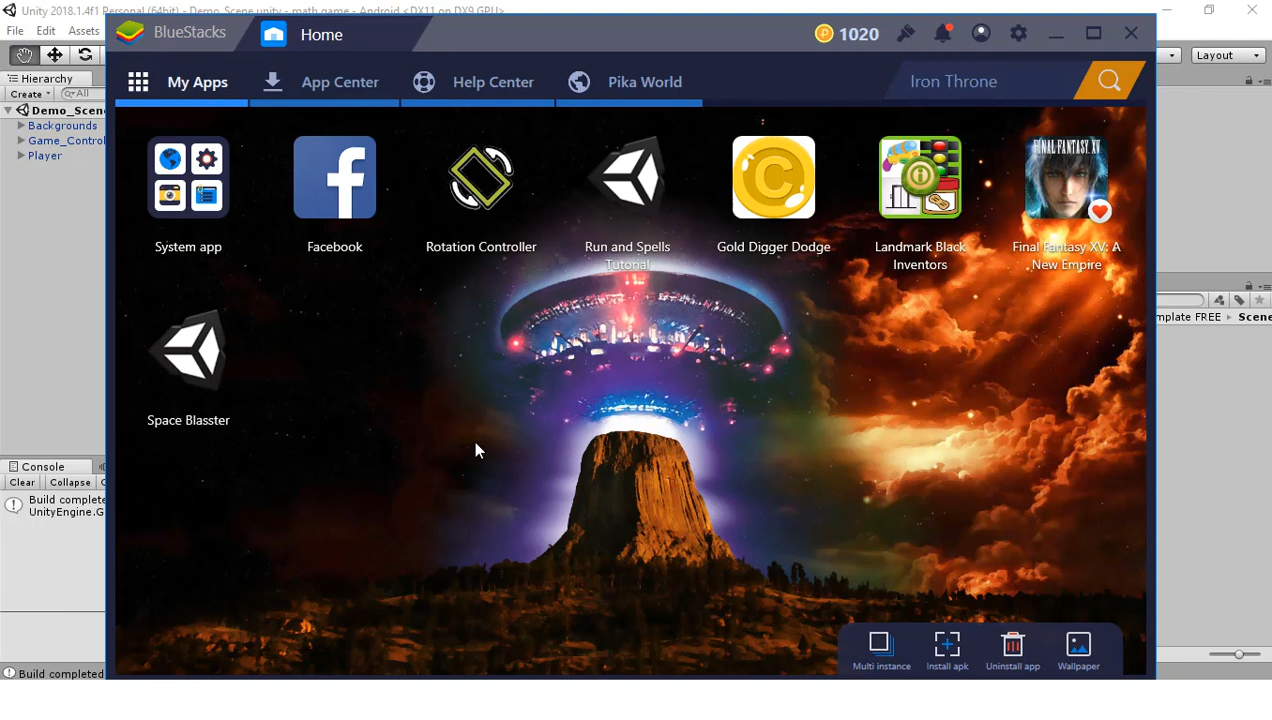 Unity 2018.1.4f1 Personal (64bit) - Demo_Scene.unity - math game - Android <DX11 on DX9 GPU>
File Edit Assets
Layout
Hierarchy
Create All
Demo_Scen
Backgrounds
Game_Control
Player
BlueStacks
Home
1020
My Apps
App Center
Help Center
Pika World
Iron Throne
System app
Facebook
Rotation Controller
Run and Spells
Tutorial
Gold Digger Dodge
Landmark Black
Inventors
FINAL FANTASY XV
Final Fantasy XV: A
New Empire
Space Blasster
mplate FREE Scene
Console
Clear Collapse C
Build complete
UnityEngine.G
Multi instance
Install apk
Uninstall app
Wallpaper
Build completed